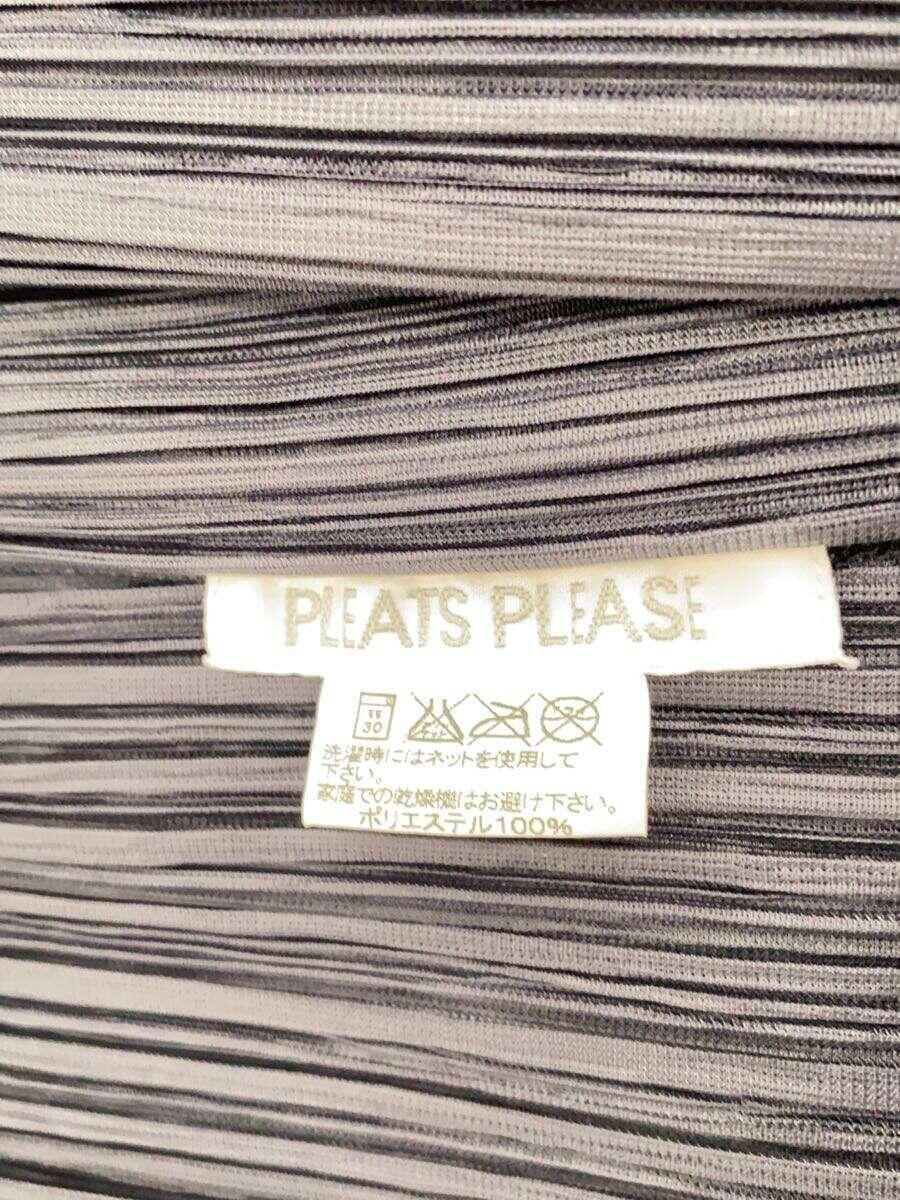 PLEATS PLEASE
弱
30
洗濯時にはネットを使用して
下さい。
家庭での乾燥機はお避け下さい。
ポリエステル100%